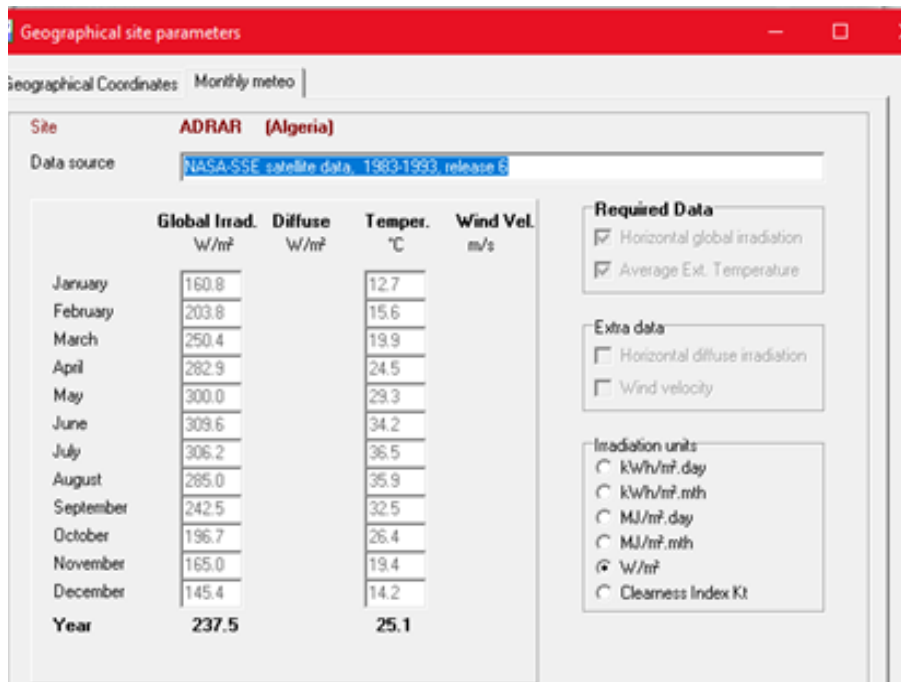 Geographical site parameters
Geographical Coordinates Monthly meteo
Site ADRAR (Algeria)
Data source NASA-SSE satellite data, 1983-1993, release 6
Global Irrad. Diffuse Temper. Wind Vel.
W/m² W/m² °C m/s
January 160.8 12.7
February 203.8 15.6
March 250.4 19.9
April 282.9 24.5
May 300.0 29.3
June 309.6 34.2
July 306.2 36.5
August 285.0 35.9
September 242.5 32.5
October 196.7 26.4
November 165.0 19.4
December 145.4 14.2
Year 237.5 25.1
Required Data
Horizontal global irradiation
Average Ext. Temperature
Extra data
Horizontal diffuse irradiation
Wind velocity
Irradiation units
kWh/m².day
kWh/m².mth
MJ/m².day
MJ/m².mth
W/m²
Clearness Index Kt